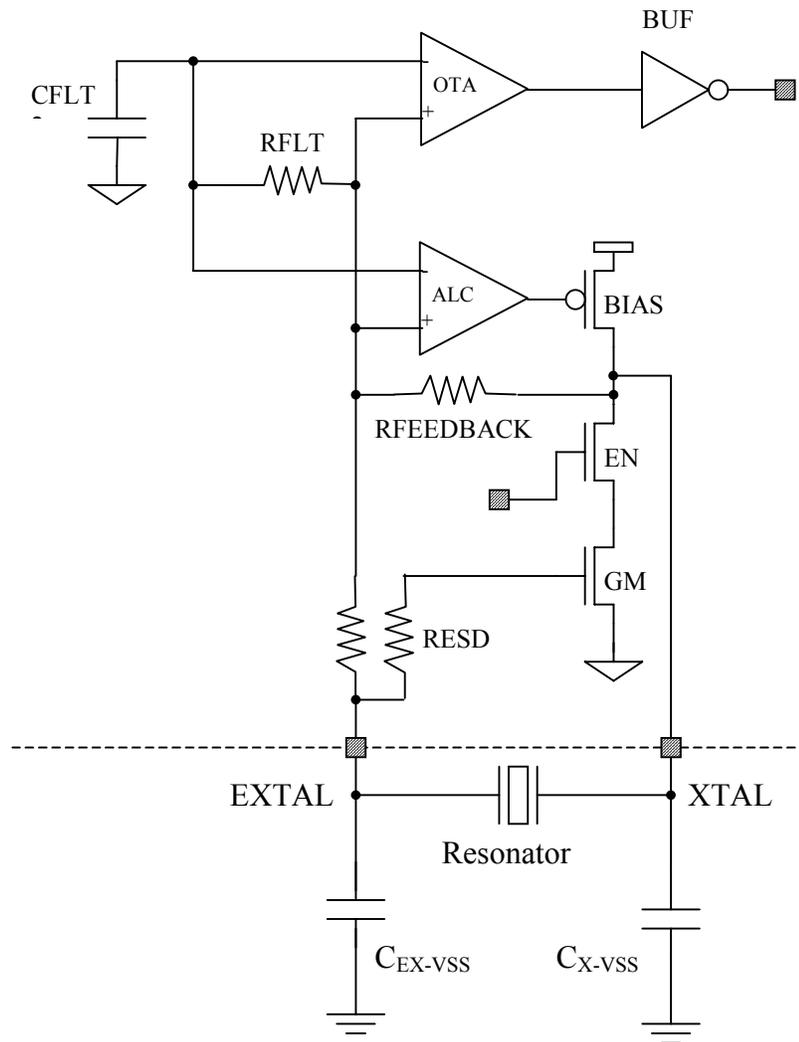 BUF
CFLT
-
OTA
+
RFLT
-
ALC
+
BIAS
RFEEDBACK
EN
GM
RESD
EXTAL
XTAL
Resonator
CEX-VSS
CX-VSS